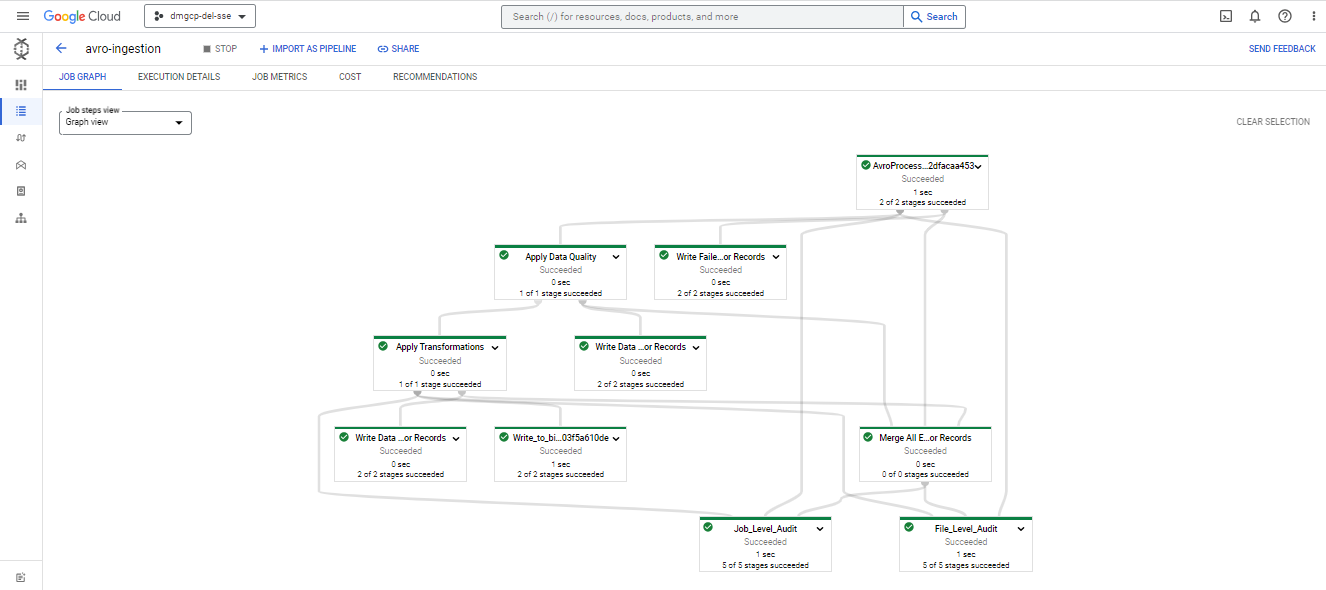 Google Cloud
dmgcp-del-sse
Search (/) for resources, docs, products, and more
Search
avro-ingestion
STOP
IMPORT AS PIPELINE
SHARE
SEND FEEDBACK
JOB GRAPH
EXECUTION DETAILS
JOB METRICS
COST
RECOMMENDATIONS
Job steps view
Graph view
CLEAR SELECTION
AvroProcess...2dfacaa453
Succeeded
1 sec
2 of 2 stages succeeded
Apply Data Quality
Succeeded
0 sec
1 of 1 stage succeeded
Write Faile...or Records
Succeeded
0 sec
2 of 2 stages succeeded
Apply Transformations
Succeeded
0 sec
1 of 1 stage succeeded
Write Data ...or Records
Succeeded
0 sec
2 of 2 stages succeeded
Write Data ...or Records
Succeeded
0 sec
2 of 2 stages succeeded
Write_to_bi...03f5a610de
Succeeded
1 sec
2 of 2 stages succeeded
Merge All E...or Records
Succeeded
0 sec
0 of 0 stages succeeded
Job_Level_Audit
Succeeded
1 sec
5 of 5 stages succeeded
File_Level_Audit
Succeeded
1 sec
5 of 5 stages succeeded